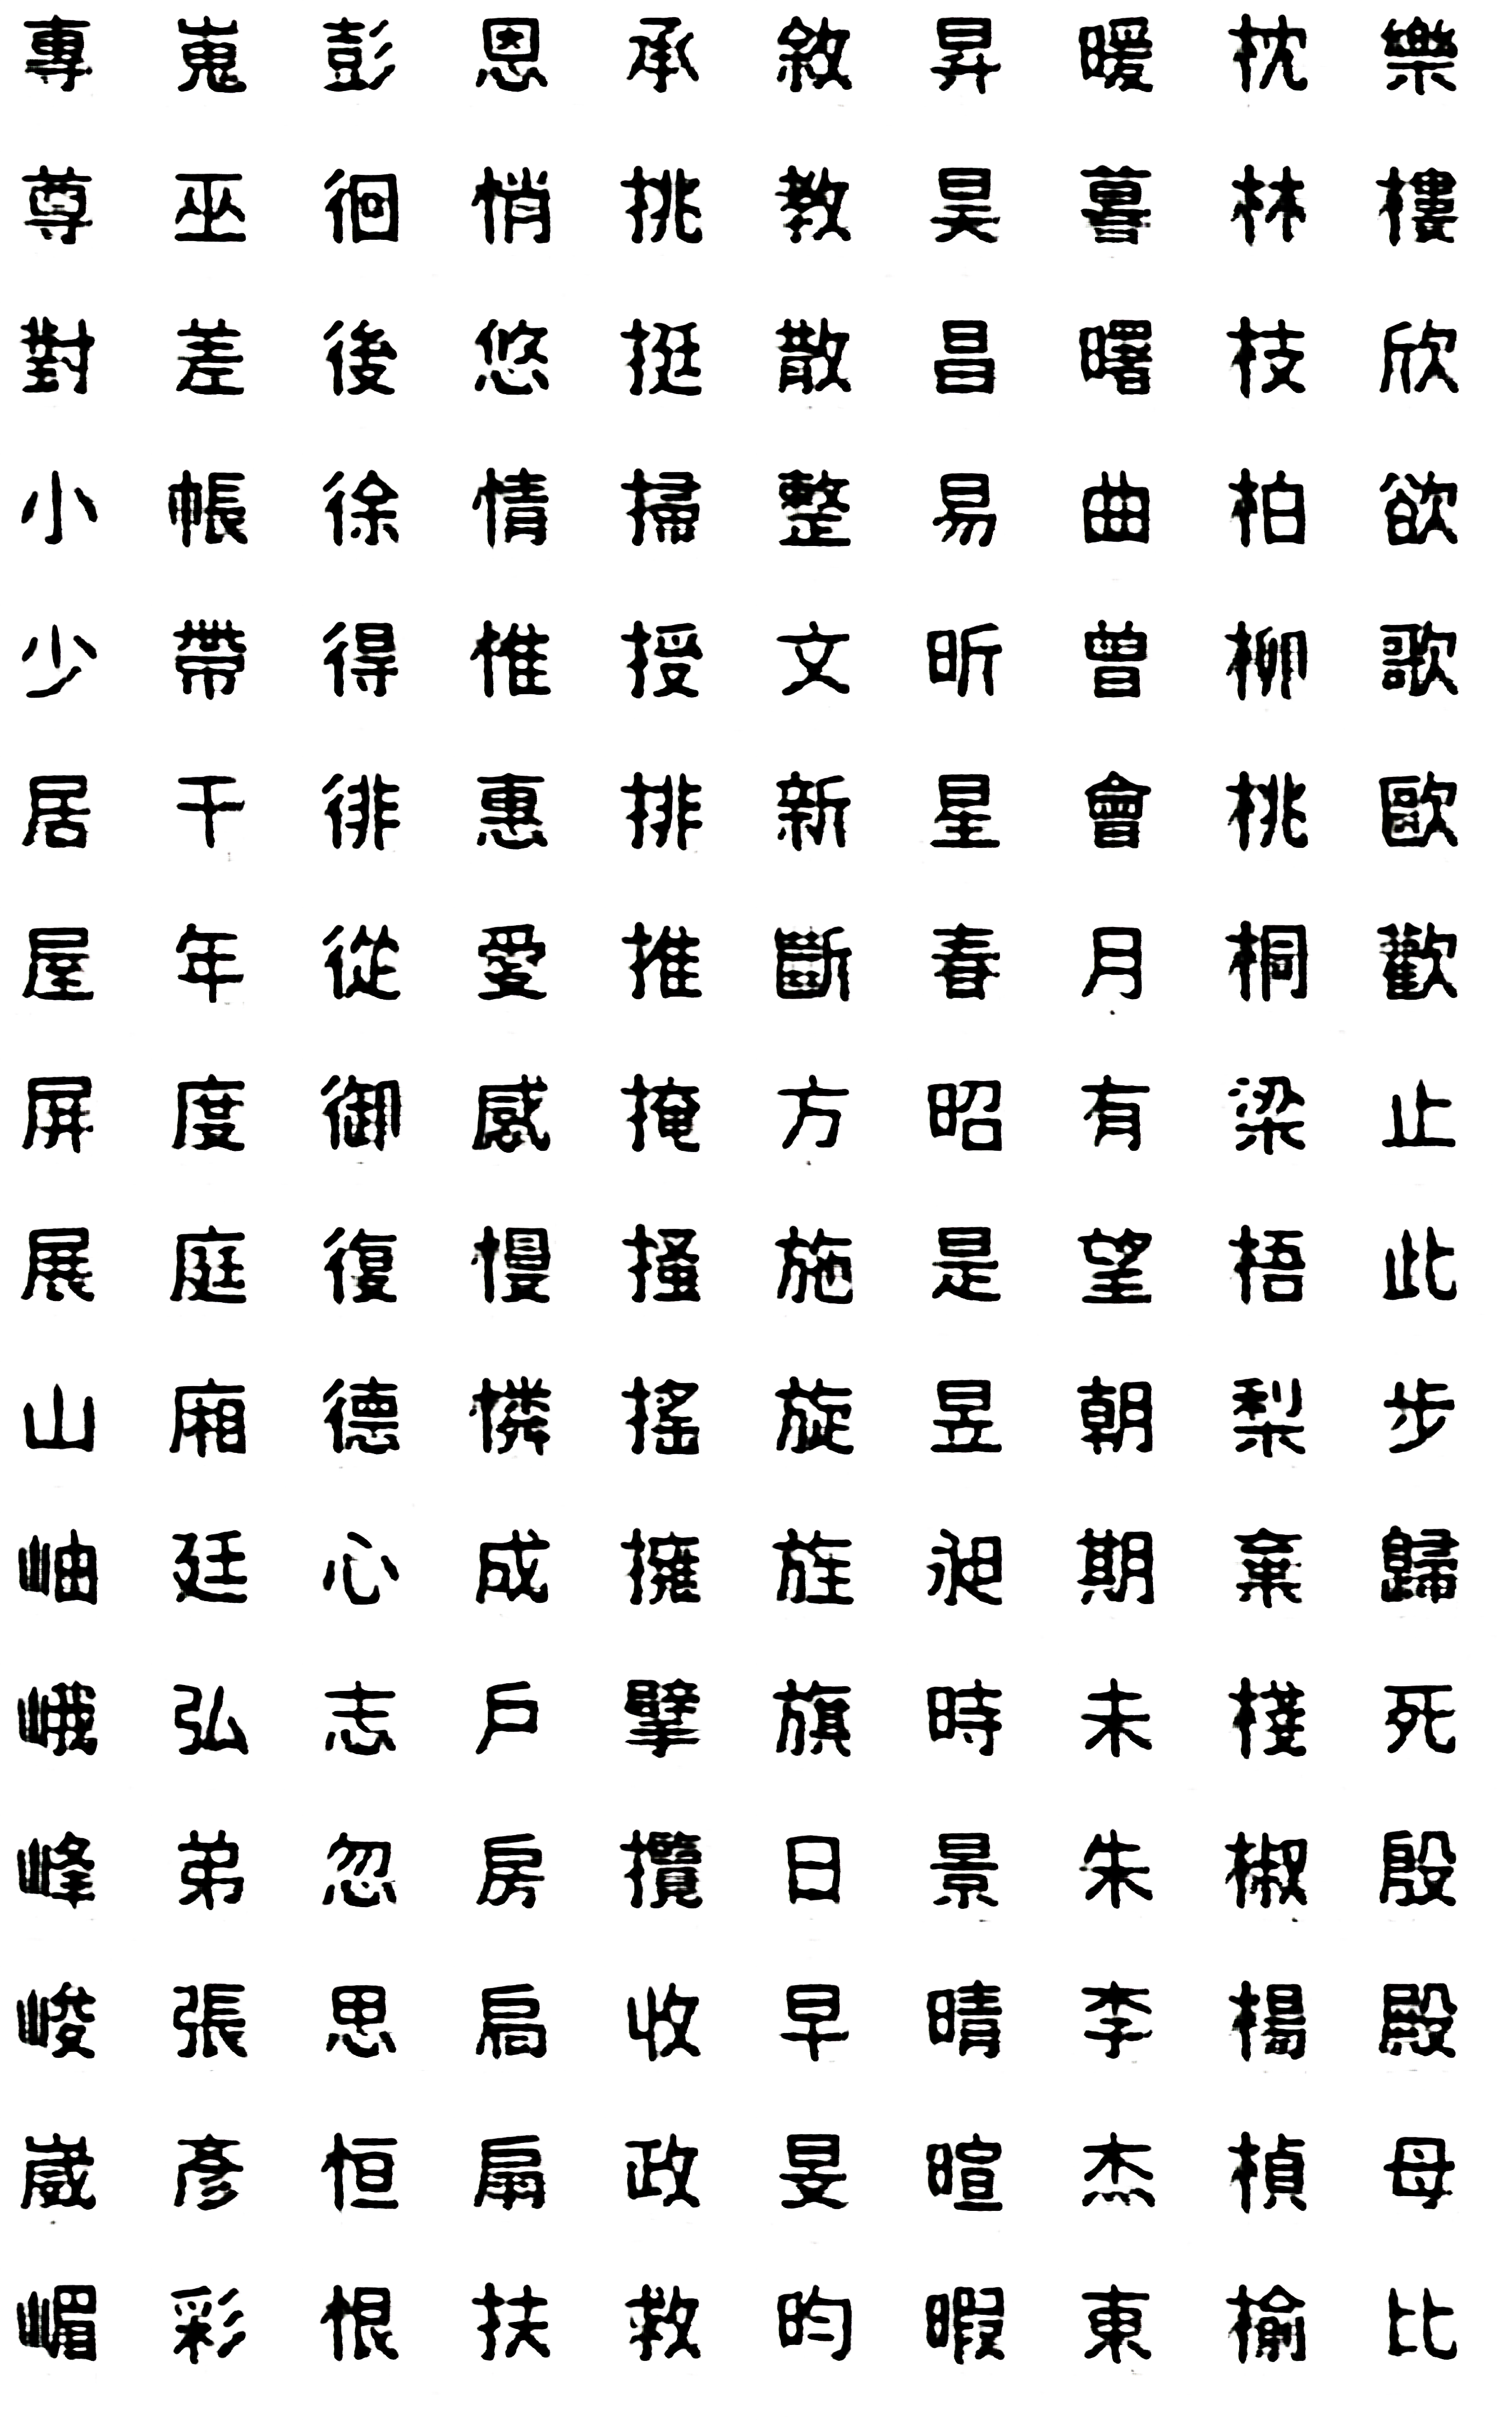 專尊對小少居屋屏展山岫峨峰峻崴嵋
嵬巫差帳帶干年度庭廂廷弘弟張彥彩
彭徊後徐得徘從御復德心志忽思恒恨
恩悄悠情惟惠愛感慢憐成戶房扃扇扶
承挑挺掃授排推掩搔搖擁擘攬收政救
敘教散整文新斷方施旋旌旗日早旻昀
昇昊昌易昕星春昭是昱昶時景晴暄暇
暖暮曙曲曾會月有望朝期未朱李杰東
枕林枝柏柳桃桐梁梧梨棄棧椒楊楨榆
樂樓欣欲歌歐歡止此步歸死殷殿母比